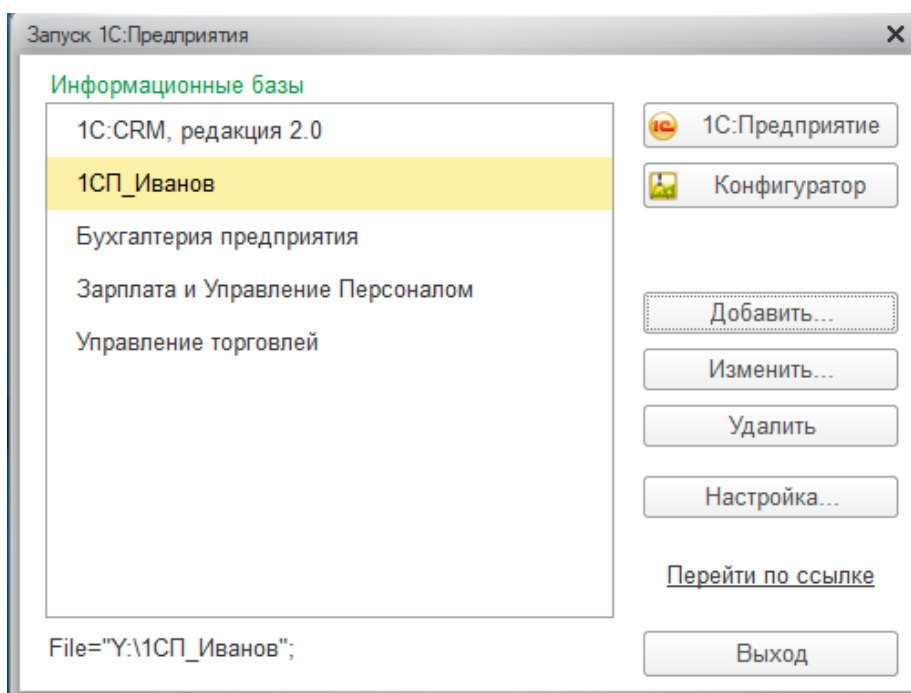 Запуск 1С:Предприятия
Информационные базы
1С:CRM, редакция 2.0
1СП_Иванов
Бухгалтерия предприятия
Зарплата и Управление Персоналом
Управление торговлей
1С:Предприятие
Конфигуратор
Добавить...
Изменить...
Удалить
Настройка...
Перейти по ссылке
File="Y:\1СП_Иванов";
Выход